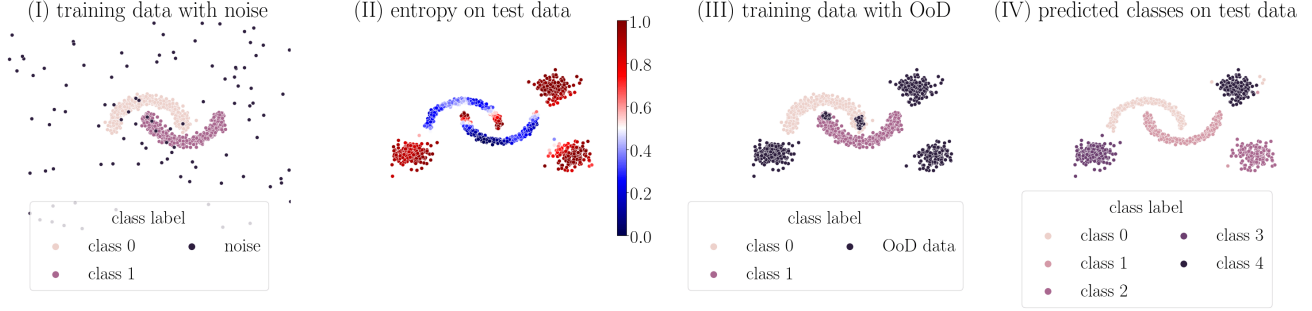 (I) training data with noise
class label
class 0
noise
class 1
(II) entropy on test data
1.0
0.8
0.6
0.4
0.2
0.0
(III) training data with OoD
class label
class 0
OoD data
class 1
(IV) predicted classes on test data
class label
class 0
class 3
class 1
class 4
class 2